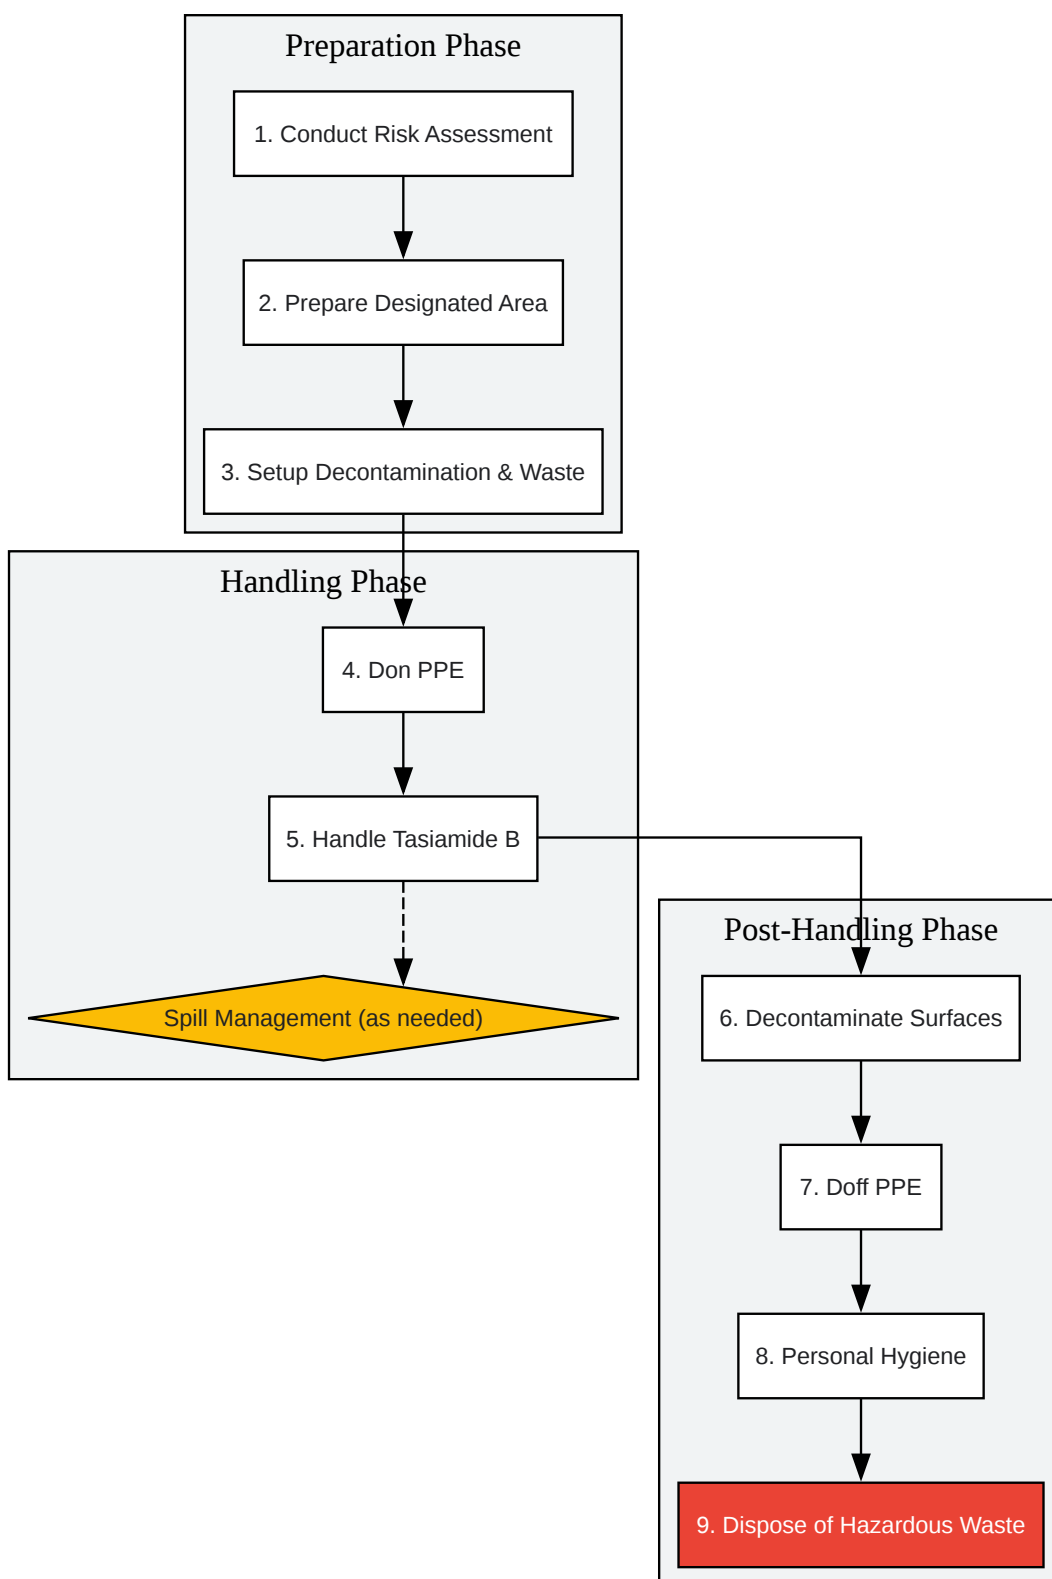 Preparation Phase
1. Conduct Risk Assessment
2. Prepare Designated Area
3. Setup Decontamination & Waste
Handling Phase
4. Don PPE
5. Handle Tasiamide B
Spill Management (as needed)
Post-Handling Phase
6. Decontaminate Surfaces
7. Doff PPE
8. Personal Hygiene
9. Dispose of Hazardous Waste